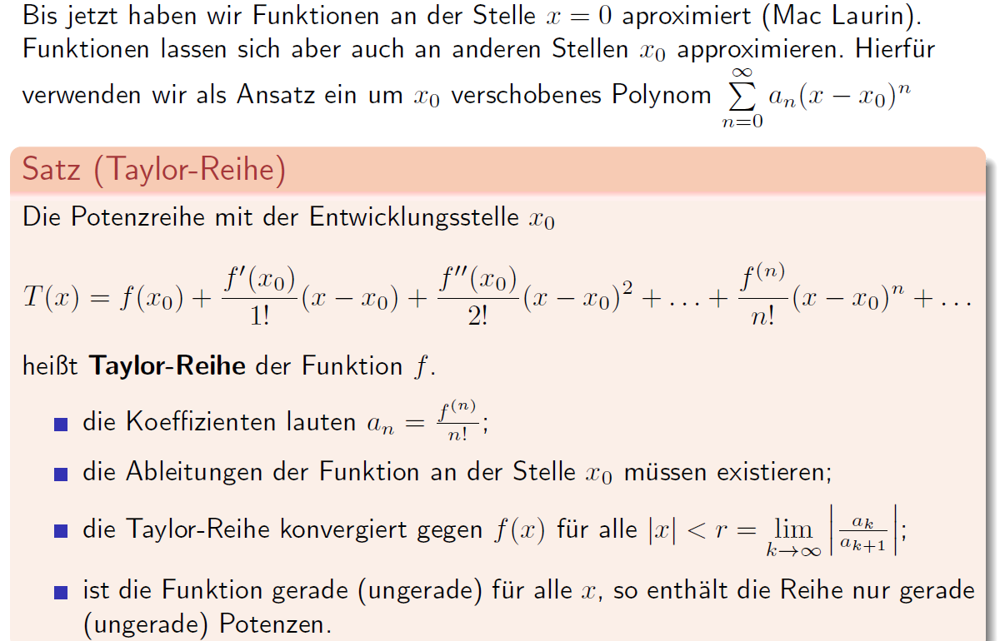 Bis jetzt haben wir Funktionen an der Stelle $x = 0$ aproximiert (Mac Laurin).
Funktionen lassen sich aber auch an anderen Stellen $x_0$ approximieren. Hierfür
verwenden wir als Ansatz ein um $x_0$ verschobenes Polynom $\sum\limits_{n=0}^{\infty} a_n(x - x_0)^n$
Satz (Taylor-Reihe)
Die Potenzreihe mit der Entwicklungsstelle $x_0$
$T(x) = f(x_0) + \frac{f'(x_0)}{1!}(x - x_0) + \frac{f''(x_0)}{2!}(x - x_0)^2 + \ldots + \frac{f^{(n)}}{n!}(x - x_0)^n + \ldots$
heißt Taylor-Reihe der Funktion $f$.
■ die Koeffizienten lauten $a_n = \frac{f^{(n)}}{n!}$;
■ die Ableitungen der Funktion an der Stelle $x_0$ müssen existieren;
■ die Taylor-Reihe konvergiert gegen $f(x)$ für alle $|x| < r = \lim\limits_{k \to \infty} \left| \frac{a_k}{a_{k+1}} \right|$;
■ ist die Funktion gerade (ungerade) für alle $x$, so enthält die Reihe nur gerade
(ungerade) Potenzen.